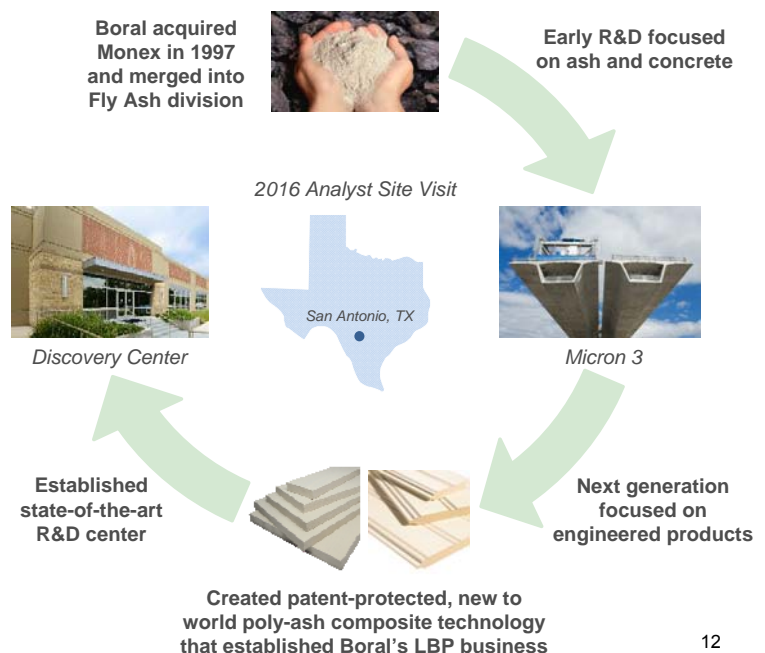 Boral acquired
Monex in 1997
and merged into
Fly Ash division
Early R&D focused
on ash and concrete
2016 Analyst Site Visit
San Antonio, TX
Discovery Center
Micron 3
Next generation
focused on
engineered products
Established
state-of-the-art
R&D center
Created patent-protected, new to
world poly-ash composite technology
that established Boral's LBP business
12